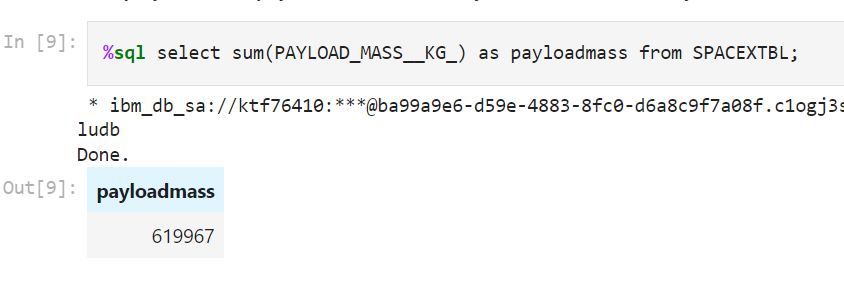 In [9]:
%sql select sum(PAYLOAD_MASS__KG_) as payloadmass from SPACEXTBL;
* ibm_db_sa://ktf76410:***@ba99a9e6-d59e-4883-8fc0-d6a8c9f7a08f.c1ogj3s
ludb
Done.
Out[9]:
payloadmass
619967